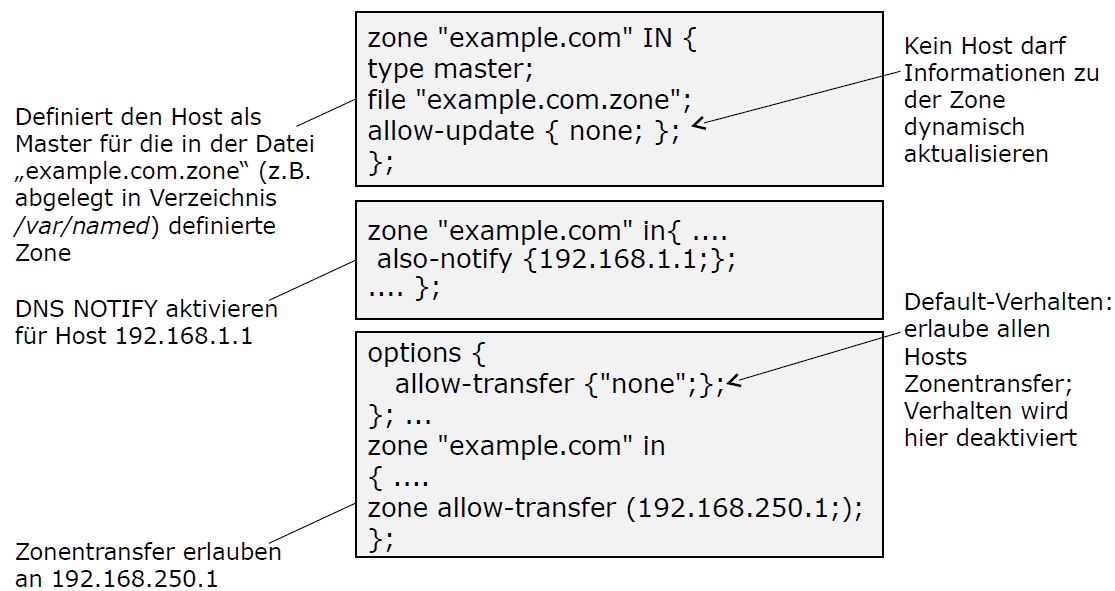 zone "example.com" IN {
type master;
file "example.com.zone";
allow-update { none; };
};
Kein Host darf
Informationen zu
der Zone
dynamisch
aktualisieren
Definiert den Host als
Master für die in der Datei
„example.com.zone“ (z.B.
abgelegt in Verzeichnis
/var/named) definierte
Zone
zone "example.com" in{ ....
also-notify {192.168.1.1;};
.... };
DNS NOTIFY aktivieren
für Host 192.168.1.1
options {
allow-transfer {"none";};
}; ...
zone "example.com" in
{ ....
zone allow-transfer (192.168.250.1;);
};
Default-Verhalten:
erlaube allen
Hosts
Zonentransfer;
Verhalten wird
hier deaktiviert
Zonentransfer erlauben
an 192.168.250.1